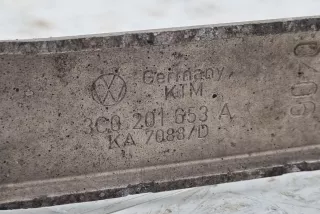 Germany
KTM
3C0 201 653 A
KA 7088/D